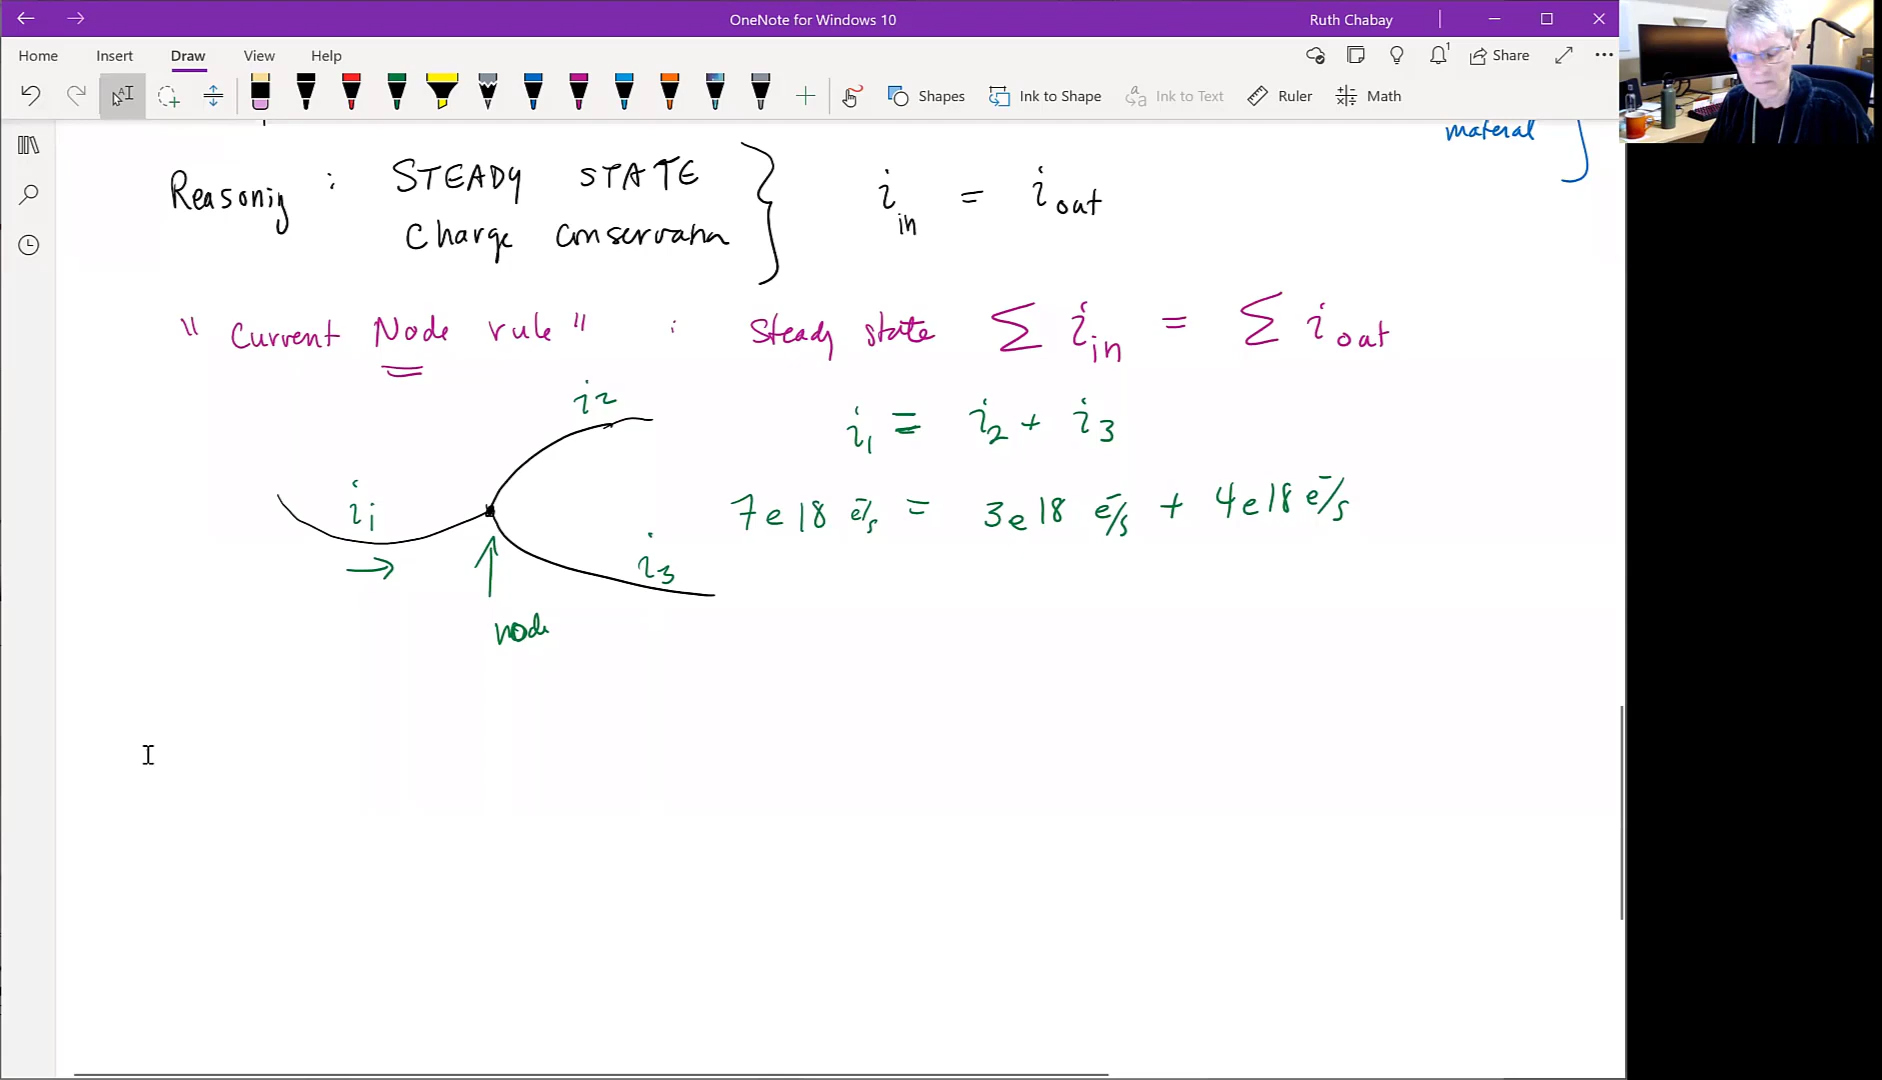 OneNote for Windows 10
Ruth Chabay
Home Insert Draw View Help
1 Share
Shapes Ink to Shape Ink to Text Ruler Math
material
Reasonig : STEADY STATE
Charge conservation
i in = i out
" Current Node rule " : Steady state Σ i in = Σ i out
i2
i1 = i2 + i3
i1
7e18 e⁻/s = 3e18 e⁻/s + 4e18 e⁻/s
i3
node